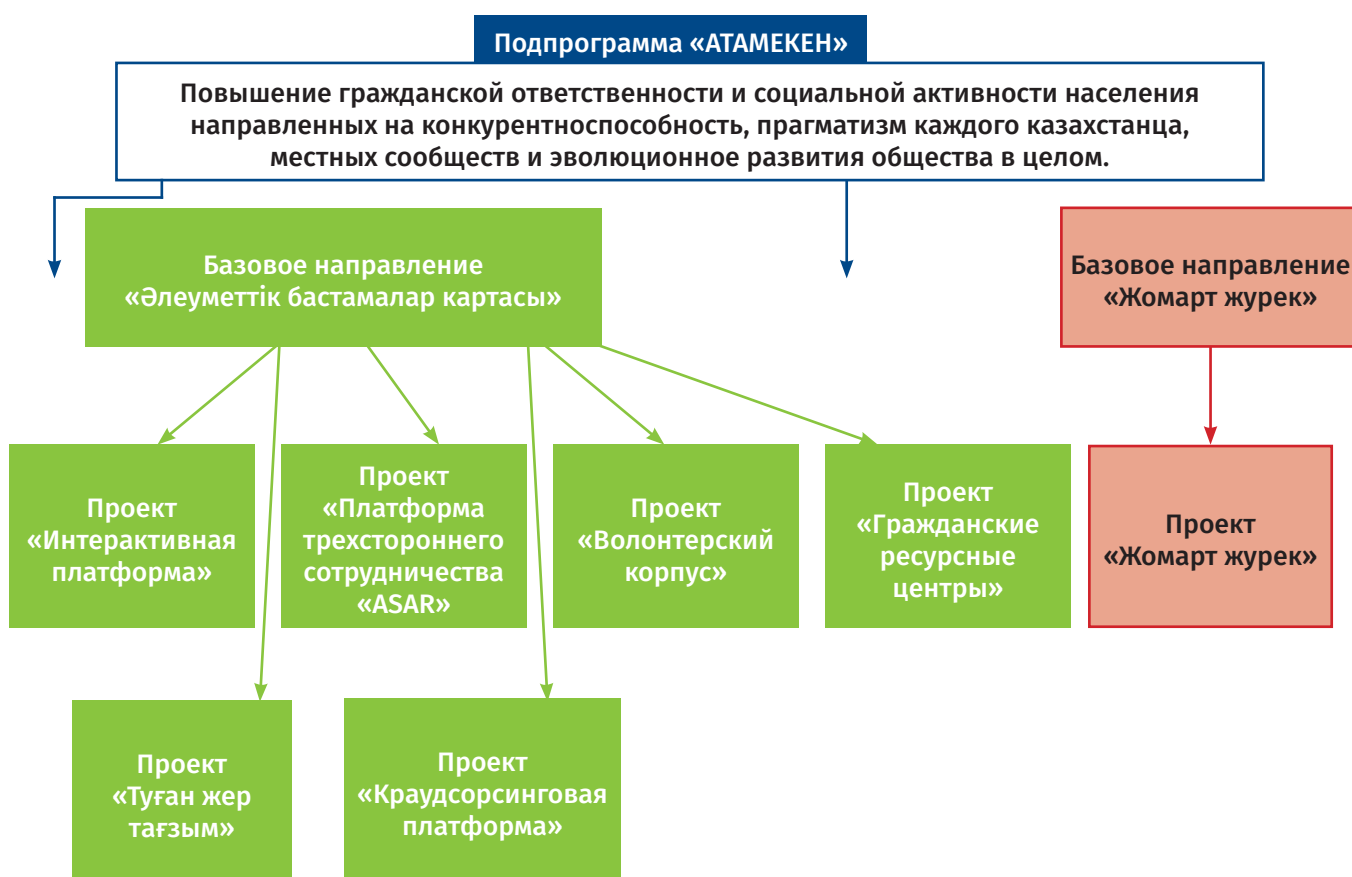 Подпрограмма «АТАМЕКЕН»
Повышение гражданской ответственности и социальной активности населения
направленных на конкурентноспособность, прагматизм каждого казахстанца,
местных сообществ и эволюционное развития общества в целом.
Базовое направление
«Әлеуметтік бастамалар картасы»
Базовое направление
«Жомарт журек»
Проект
«Интерактивная
платформа»
Проект
«Платформа
трехстороннего
сотрудничества
«ASAR»
Проект
«Волонтерский
корпус»
Проект
«Гражданские
ресурсные
центры»
Проект
«Жомарт журек»
Проект
«Туған жер
тағзым»
Проект
«Краудсорсинговая
платформа»